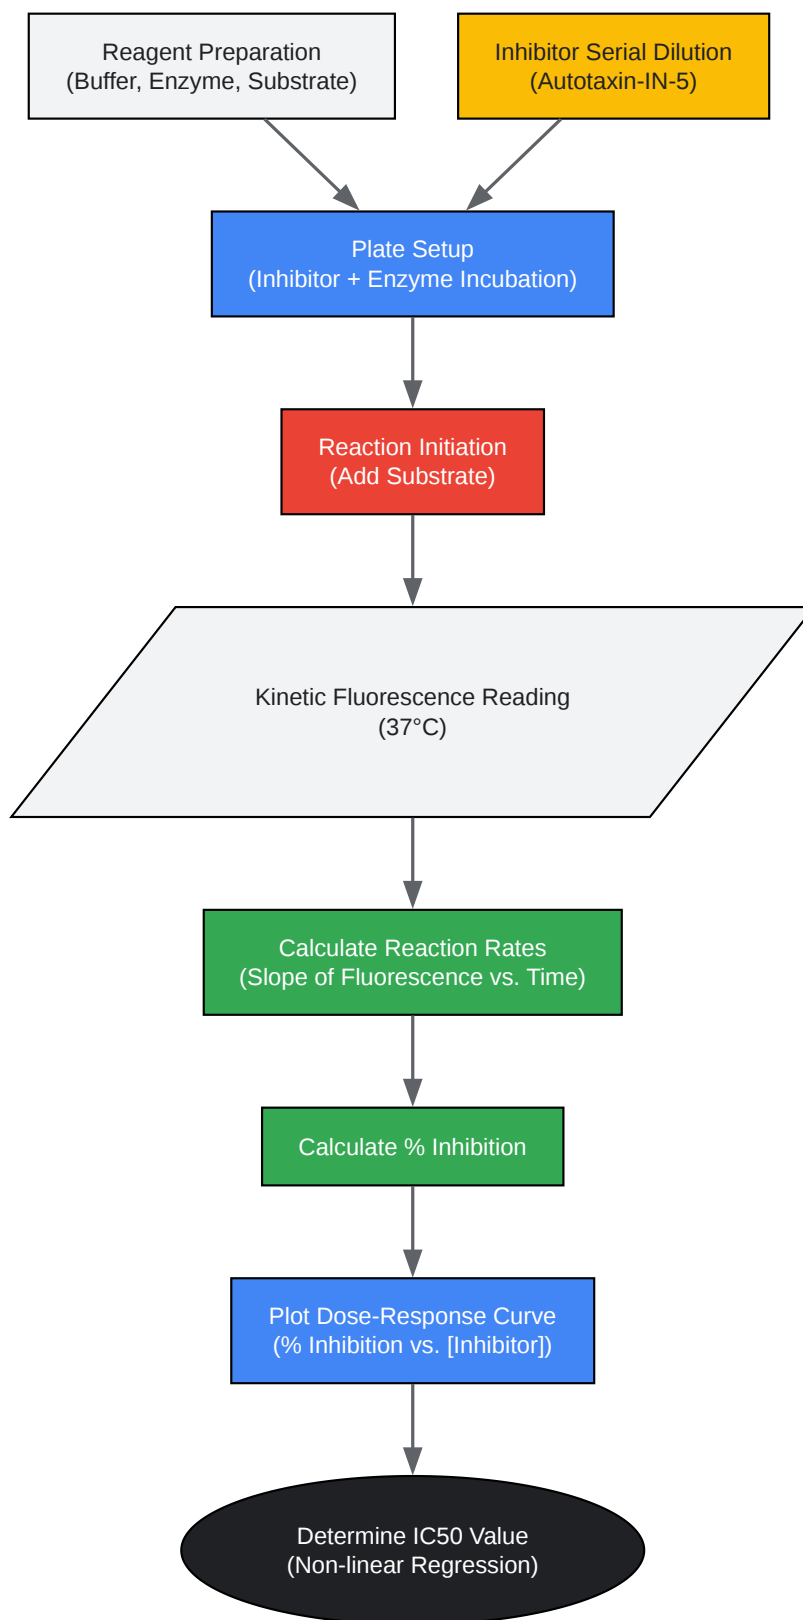 Reagent Preparation
(Buffer, Enzyme, Substrate)
Inhibitor Serial Dilution
(Autotaxin-IN-5)
Plate Setup
(Inhibitor + Enzyme Incubation)
Reaction Initiation
(Add Substrate)
Kinetic Fluorescence Reading
(37°C)
Calculate Reaction Rates
(Slope of Fluorescence vs. Time)
Calculate % Inhibition
Plot Dose-Response Curve
(% Inhibition vs. [Inhibitor])
Determine IC50 Value
(Non-linear Regression)